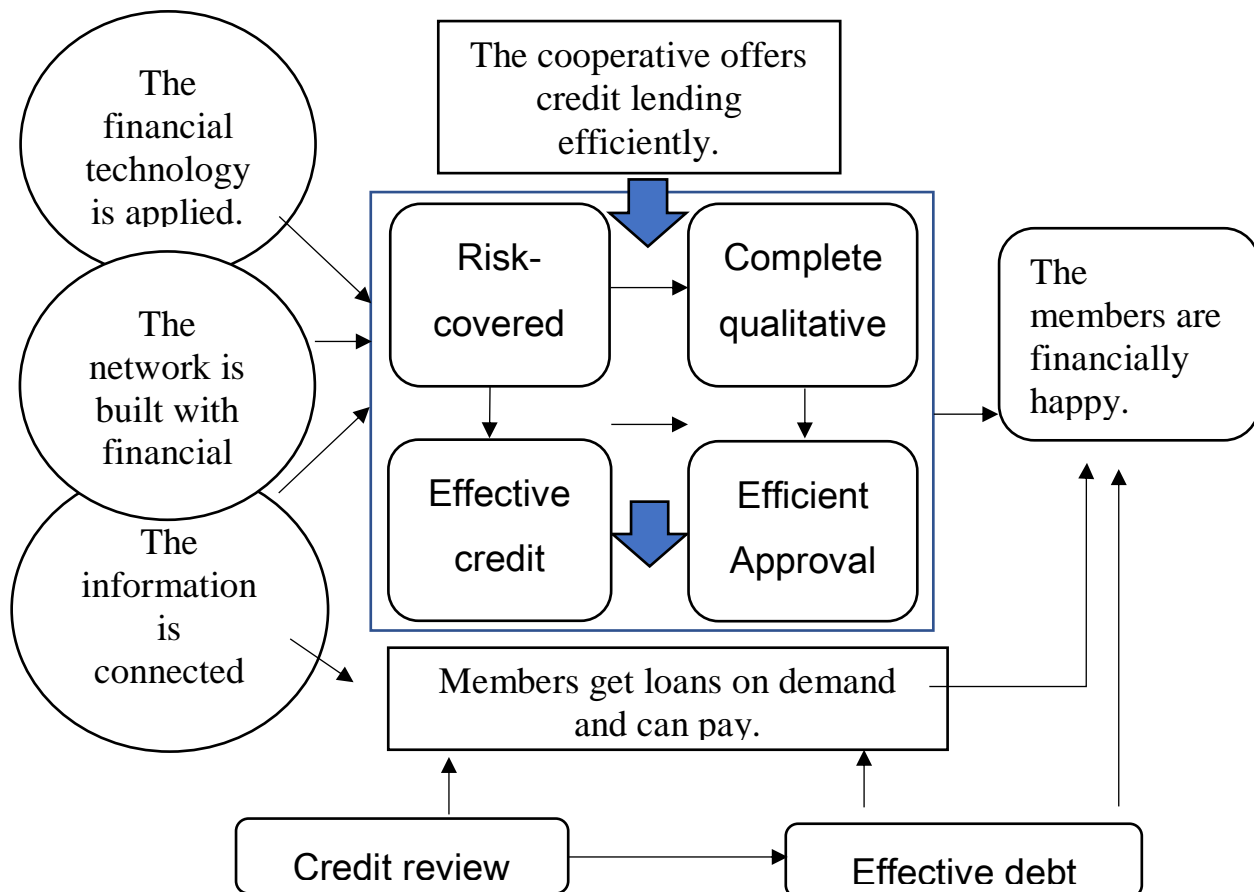 The
financial
technology
is applied.
The
network is
built with
financial
The
information
is
connected
The cooperative offers
credit lending
efficiently.
Risk-
covered
Complete
qualitative
Effective
credit
Efficient
Approval
The
members are
financially
happy.
Members get loans on demand
and can pay.
Credit review
Effective debt